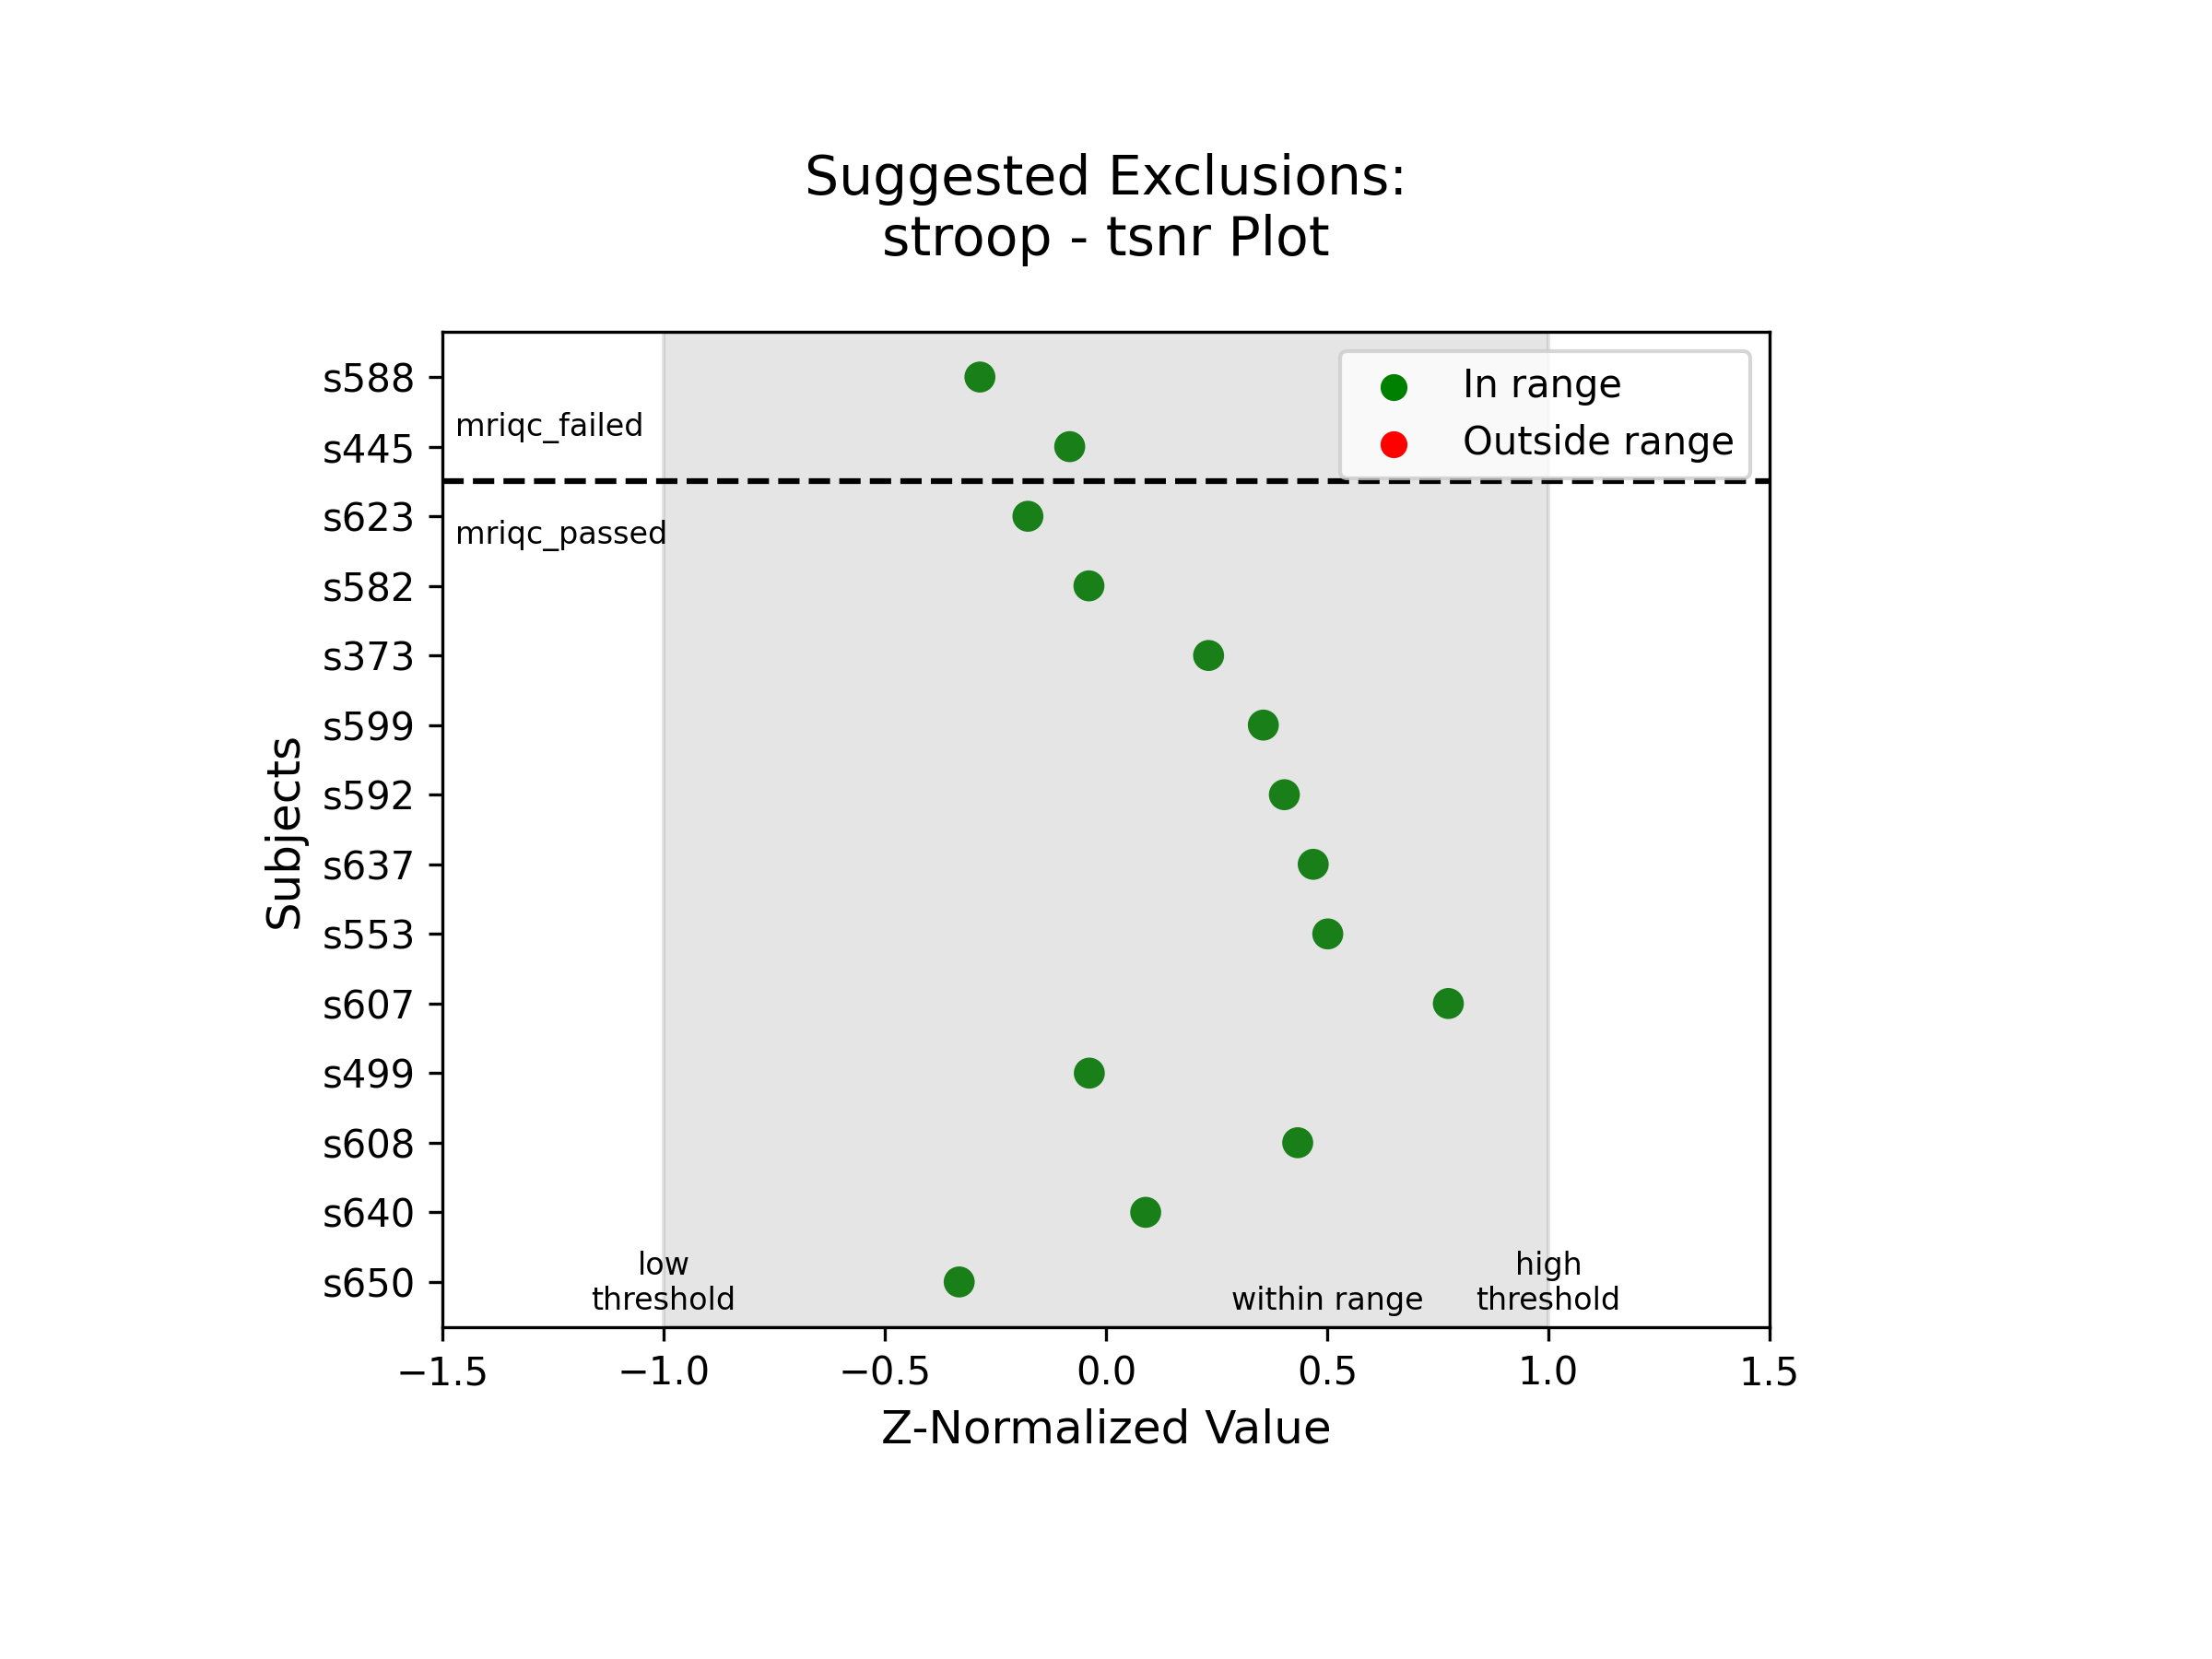 Suggested Exclusions:
stroop - tsnr Plot
s588
s445
s623
s582
s373
s599
s592
s637
s553
s607
s499
s608
s640
s650
Subjects
mriqc_failed
mriqc_passed
In range
Outside range
low
threshold
within range
high
threshold
−1.5
−1.0
−0.5
0.0
0.5
1.0
1.5
Z-Normalized Value